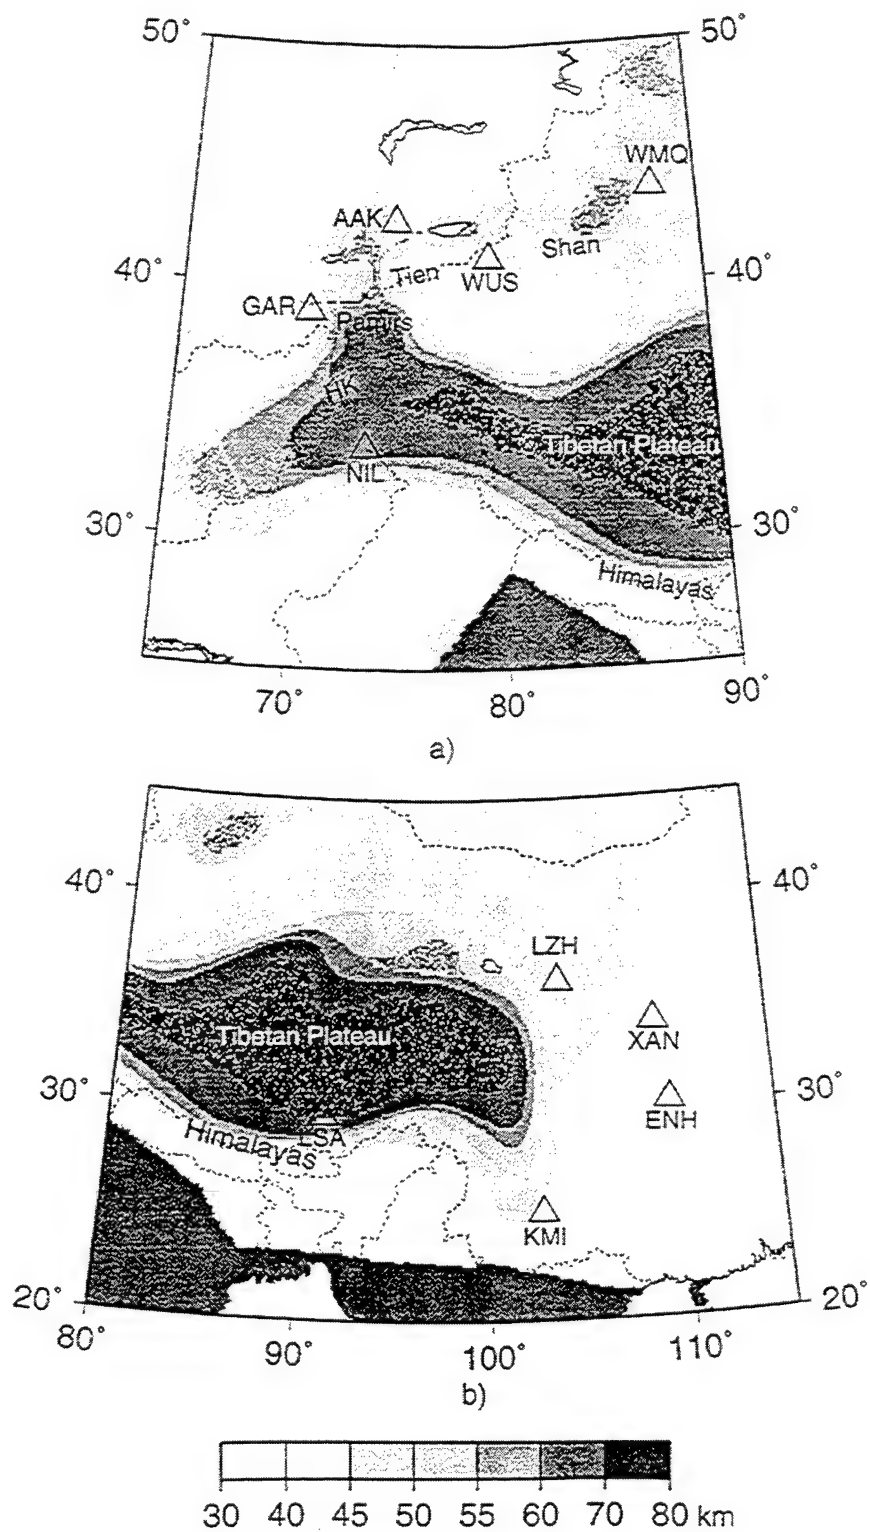 50° 50°
WMQ
AAK
Shan
40° Tien WUS 40°
GAR
Pamirs
HK
Tibetan Plateau
NIL
30° 30°
Himalayas
70° 80° 90°
a)
40° 40°
LZH
Tibetan Plateau
XAN
30° 30°
ENH
Himalayas LSA
KMI
20° 20°
80° 90° 100° 110°
b)
30 40 45 50 55 60 70 80 km